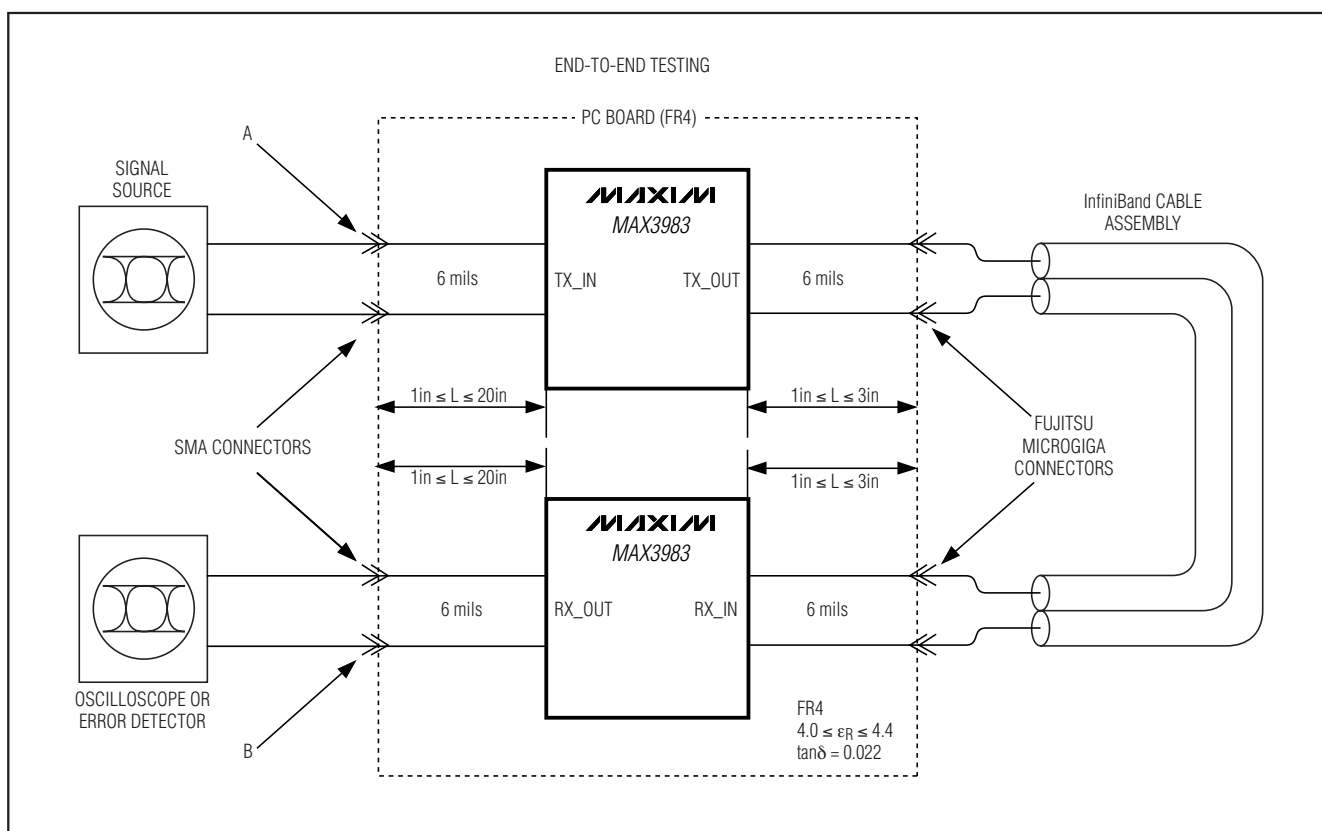 END-TO-END TESTING
PC BOARD (FR4)
A
SIGNAL
SOURCE
MAXIM
MAX3983
InfiniBand CABLE
ASSEMBLY
6 mils
TX_IN
TX_OUT
6 mils
1in ≤ L ≤ 20in
1in ≤ L ≤ 3in
SMA CONNECTORS
FUJITSU
MICROGIGA
CONNECTORS
1in ≤ L ≤ 20in
1in ≤ L ≤ 3in
MAXIM
MAX3983
6 mils
RX_OUT
RX_IN
6 mils
OSCILLOSCOPE OR
ERROR DETECTOR
B
FR4
4.0 ≤ εR ≤ 4.4
tanδ = 0.022